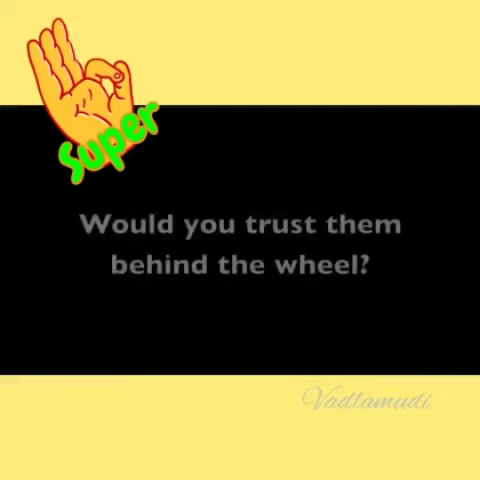 Super
Would you trust them
behind the wheel?
Vadlamudi